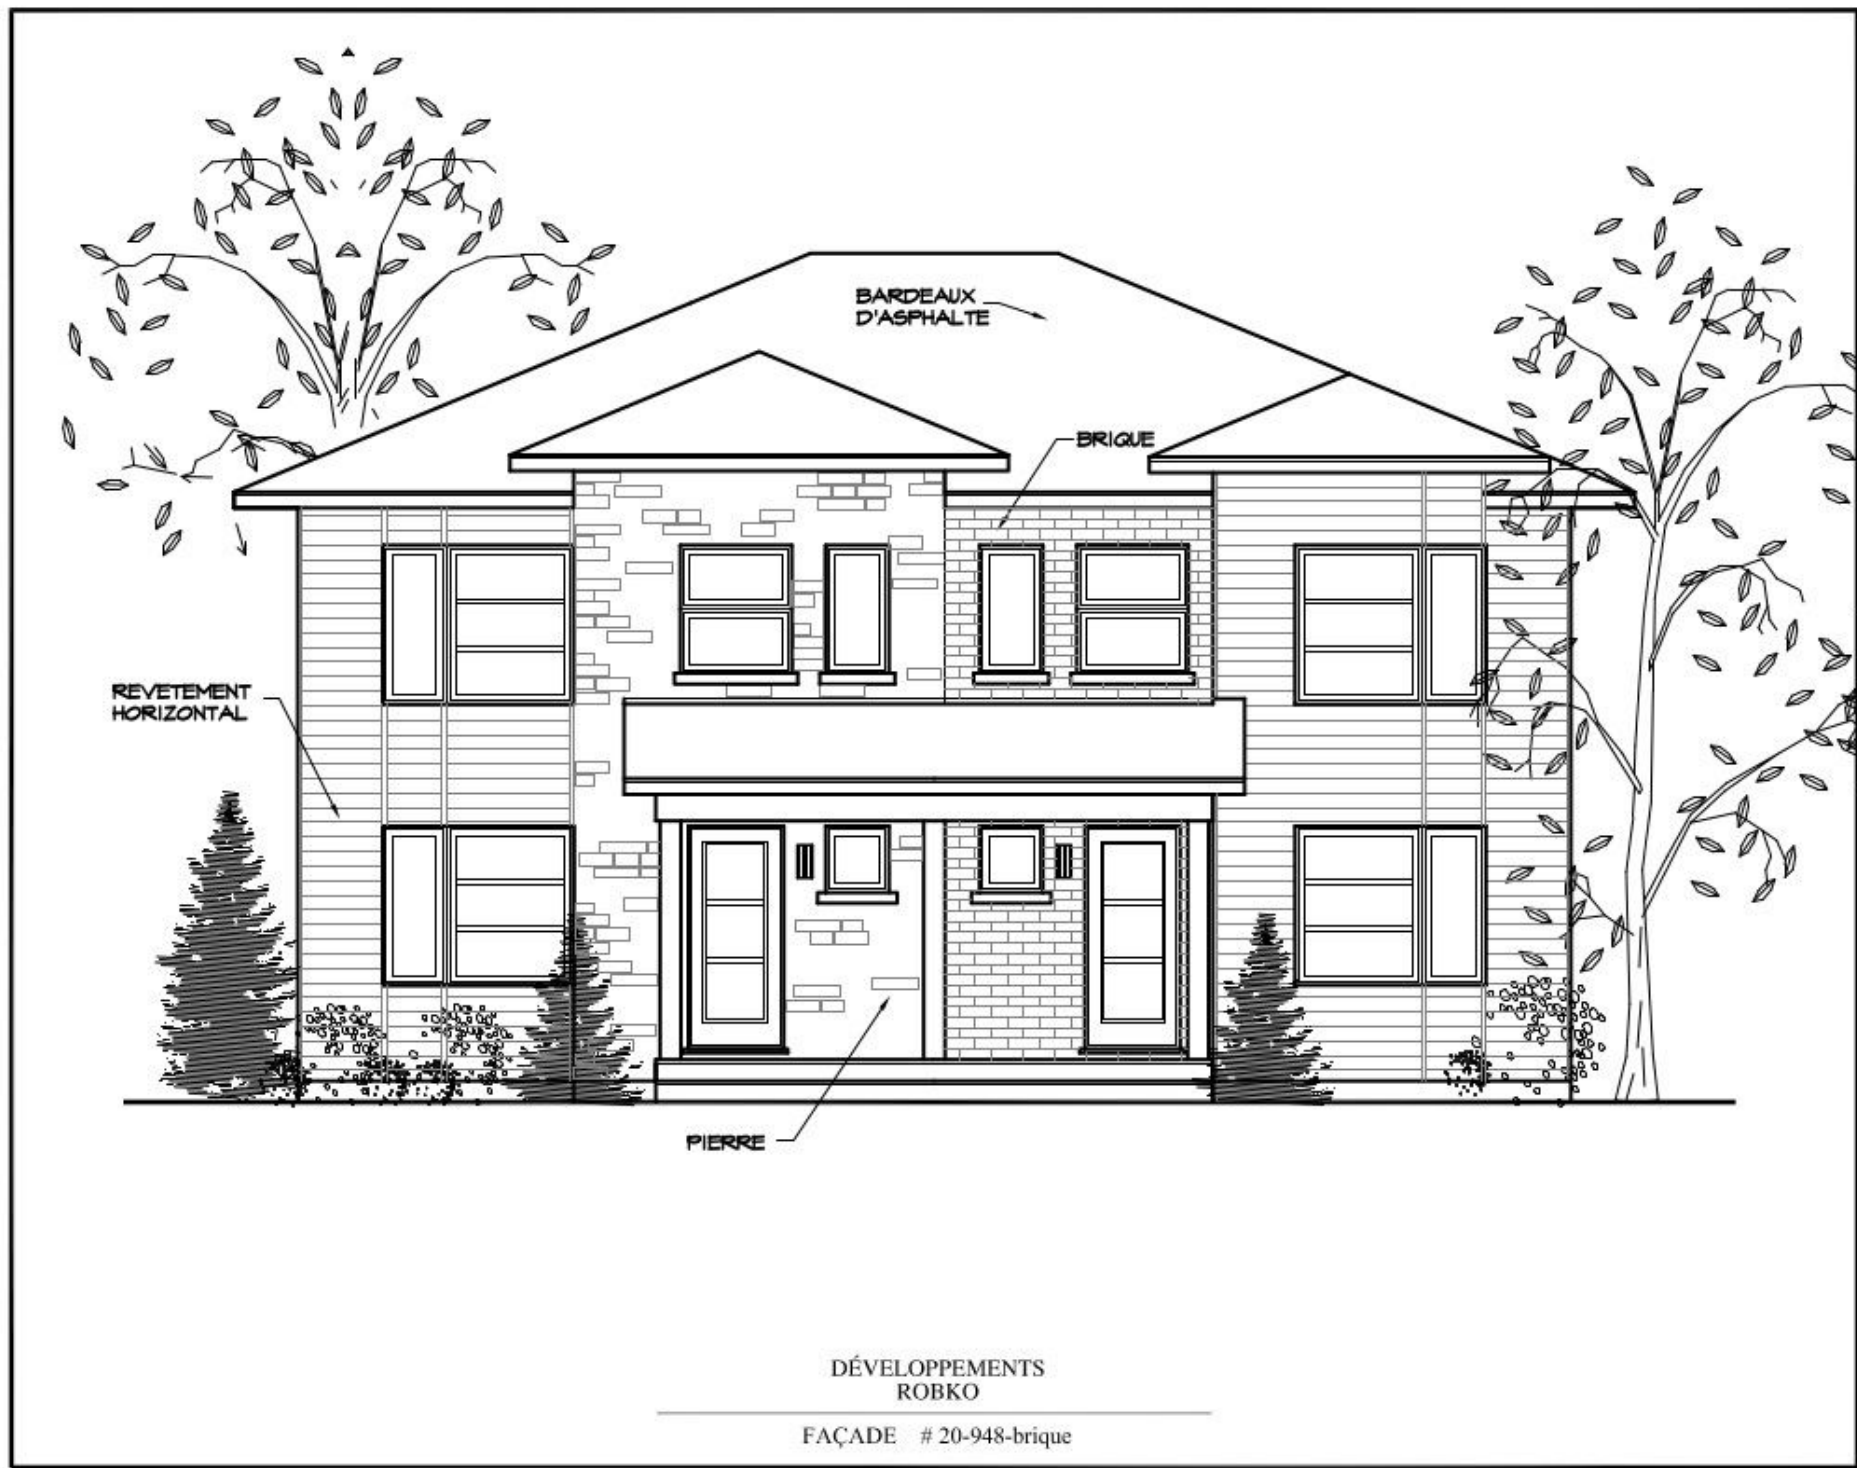 BARDEAUX
D'ASPHALTE
BRIQUE
REVETEMENT
HORIZONTAL
PIERRE
DÉVELOPPEMENTS
ROBKO
FAÇADE # 20-948-brique